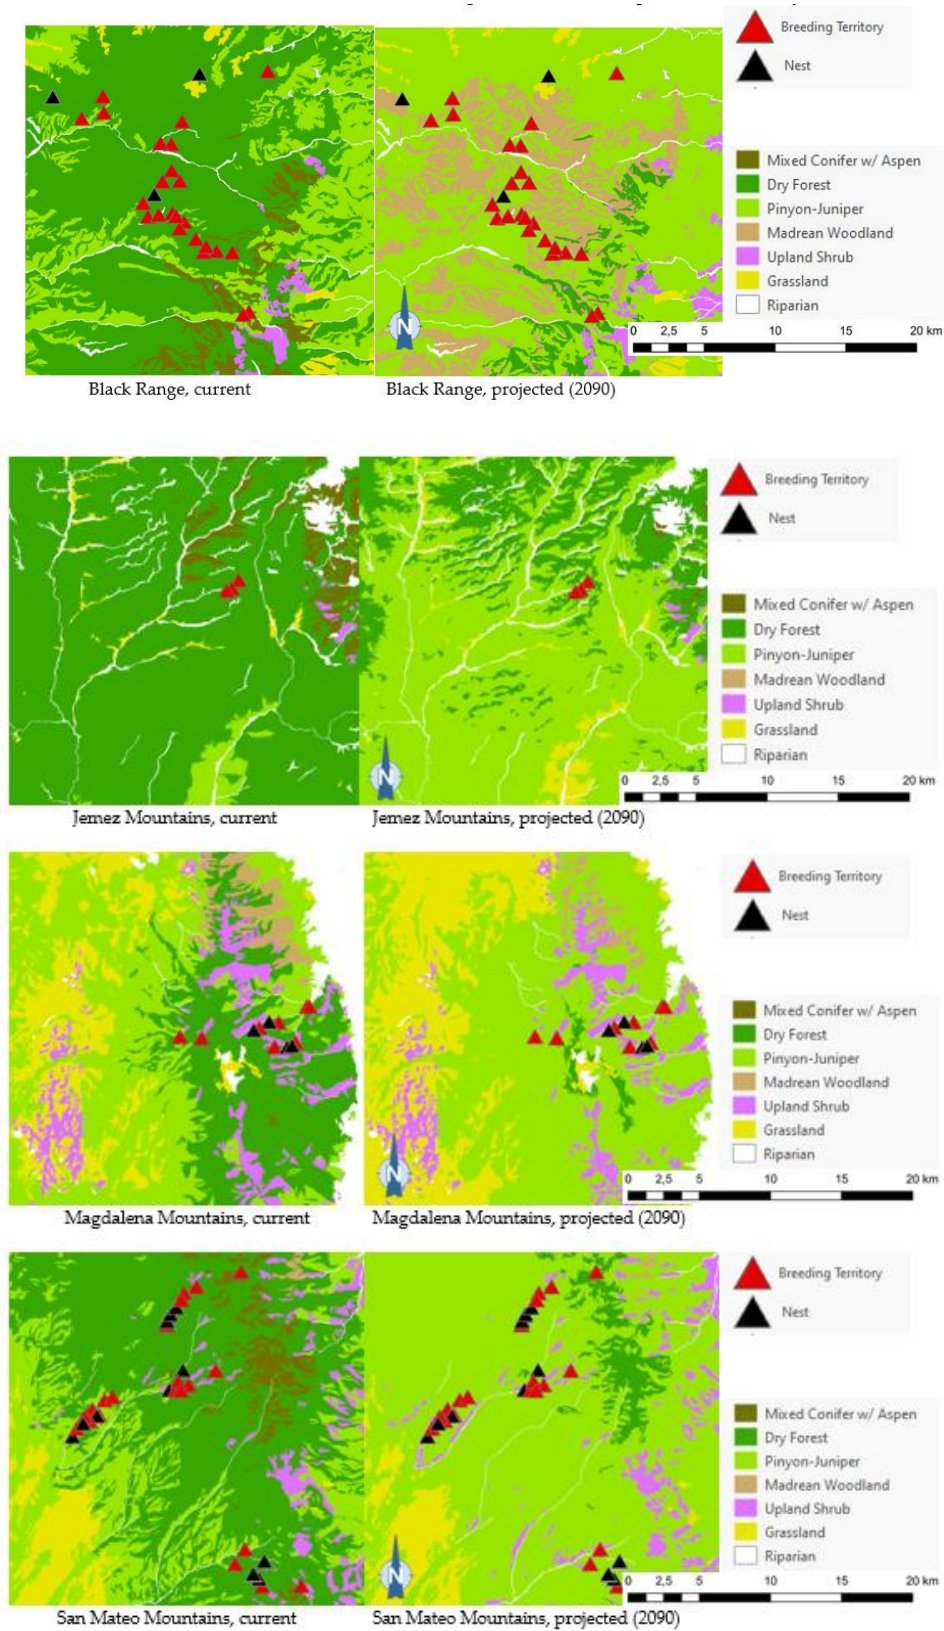 Breeding Territory
Nest
Mixed Conifer w/ Aspen
Dry Forest
Pinyon-Juniper
Madrean Woodland
Upland Shrub
Grassland
Riparian
N
0 2,5 5 10 15 20 km
Black Range, current
Black Range, projected (2090)
Breeding Territory
Nest
Mixed Conifer w/ Aspen
Dry Forest
Pinyon-Juniper
Madrean Woodland
Upland Shrub
Grassland
Riparian
N
0 2,5 5 10 15 20 km
Jemez Mountains, current
Jemez Mountains, projected (2090)
Breeding Territory
Nest
Mixed Conifer w/ Aspen
Dry Forest
Pinyon-Juniper
Madrean Woodland
Upland Shrub
Grassland
Riparian
N
0 2,5 5 10 15 20 km
Magdalena Mountains, current
Magdalena Mountains, projected (2090)
Breeding Territory
Nest
Mixed Conifer w/ Aspen
Dry Forest
Pinyon-Juniper
Madrean Woodland
Upland Shrub
Grassland
Riparian
N
0 2,5 5 10 15 20 km
San Mateo Mountains, current
San Mateo Mountains, projected (2090)